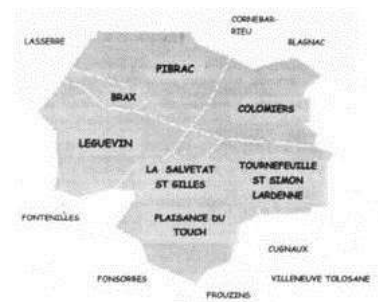 CORNEBAR-
RIEU
LASSERRE
BLAGNAC
PIBRAC
BRAX
COLOMIERS
LEGUEVIN
LA SALVETAT
ST GILLES
TOURNEFEUILLE
ST SIMON
LARDENNE
PLAISANCE DU
TOUCH
FONTENILLES
CUGNAUX
FONSORBES
VILLENEUVE TOLOSANE
FROUZINS